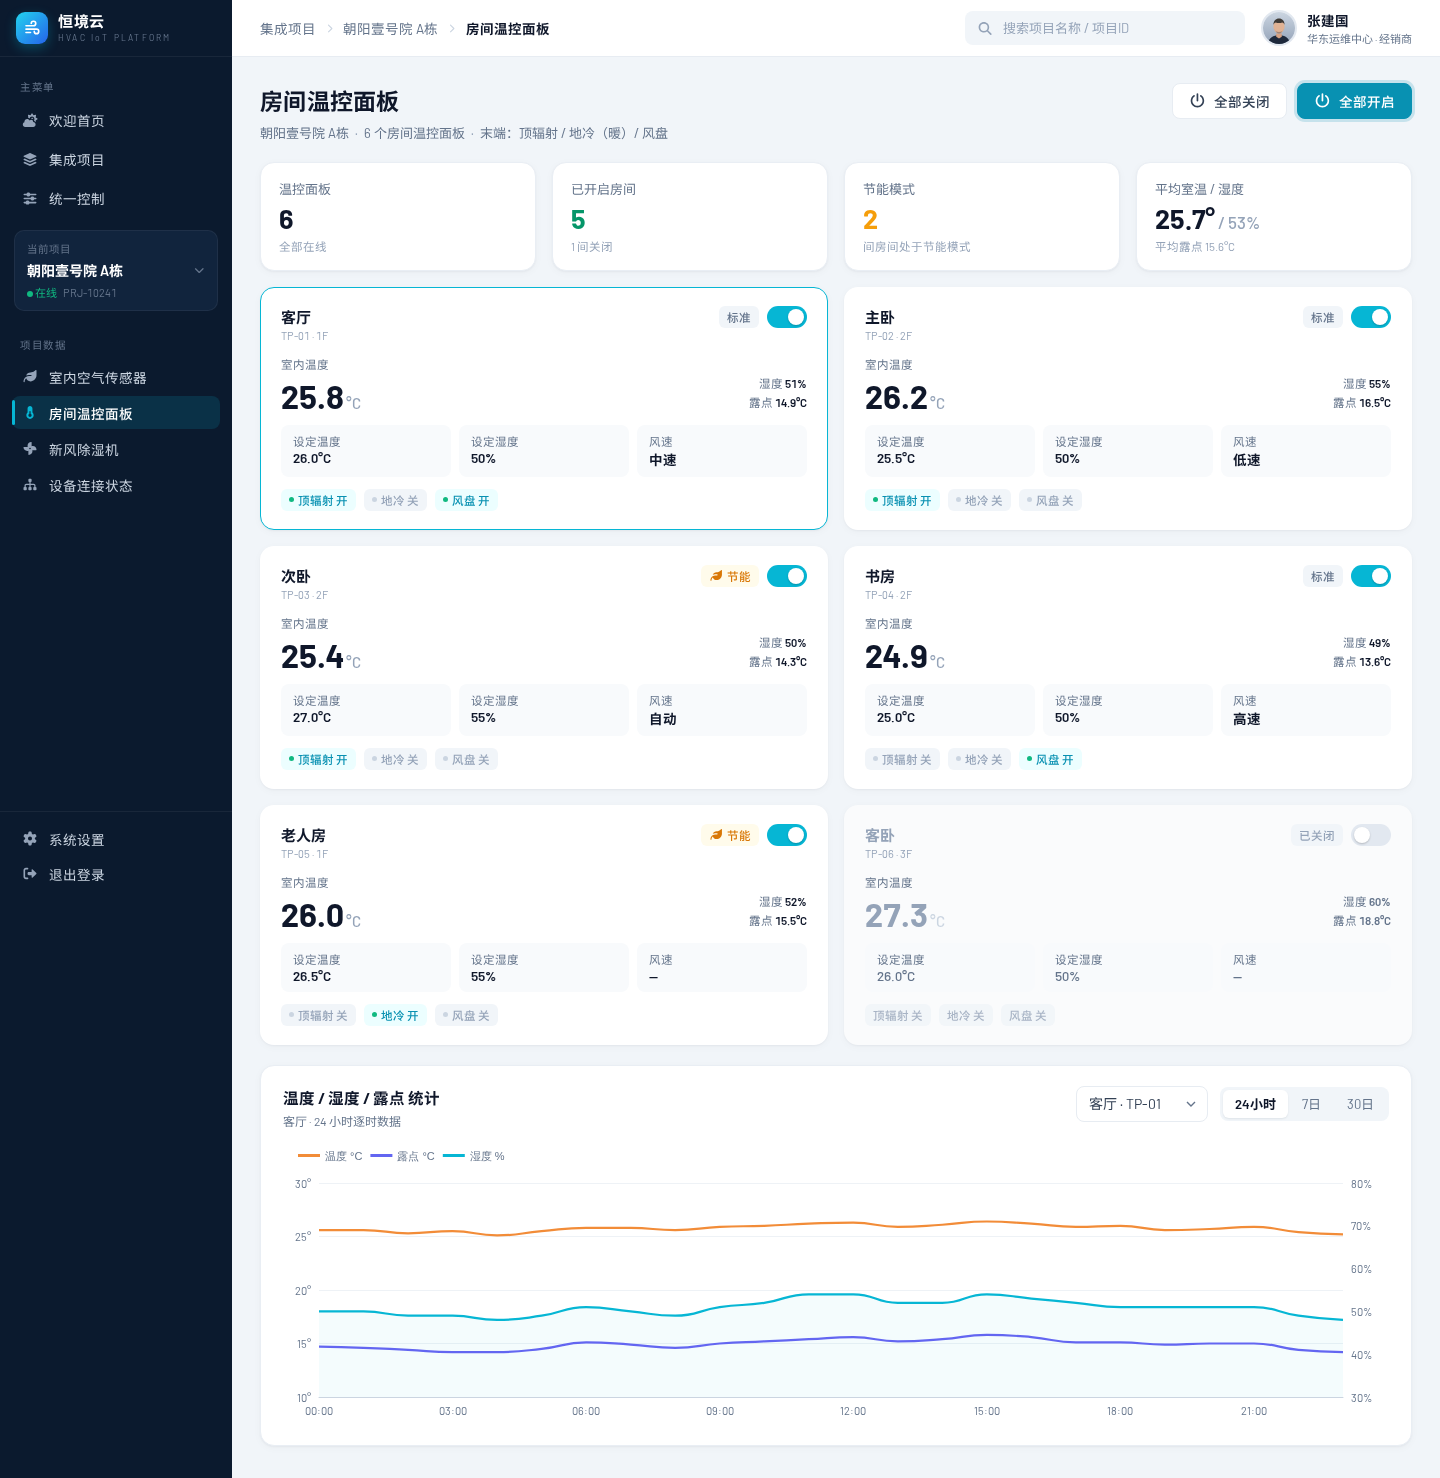 恒境云
HVAC IoT PLATFORM
主菜单
欢迎首页
集成项目
统一控制
当前项目
朝阳壹号院 A栋
在线 PRJ-10241
项目数据
室内空气传感器
房间温控面板
新风除湿机
设备连接状态
系统设置
退出登录
集成项目 朝阳壹号院 A栋 房间温控面板
搜索项目名称 / 项目ID
张建国
华东运维中心 · 经销商
房间温控面板
朝阳壹号院 A栋 · 6 个房间温控面板 · 末端：顶辐射 / 地冷（暖）/ 风盘
全部关闭
全部开启
温控面板
6
全部在线
已开启房间
5
1 间关闭
节能模式
2
间房间处于节能模式
平均室温 / 湿度
25.7° / 53%
平均露点 15.6°C
客厅
TP-01 · 1F
标准
室内温度
25.8°C
湿度 51%
露点 14.9°C
设定温度
26.0°C
设定湿度
50%
风速
中速
顶辐射 开
地冷 关
风盘 开
主卧
TP-02 · 2F
标准
室内温度
26.2°C
湿度 55%
露点 16.5°C
设定温度
25.5°C
设定湿度
50%
风速
低速
顶辐射 开
地冷 关
风盘 关
次卧
TP-03 · 2F
节能
室内温度
25.4°C
湿度 50%
露点 14.3°C
设定温度
27.0°C
设定湿度
55%
风速
自动
顶辐射 开
地冷 关
风盘 关
书房
TP-04 · 2F
标准
室内温度
24.9°C
湿度 49%
露点 13.6°C
设定温度
25.0°C
设定湿度
50%
风速
高速
顶辐射 关
地冷 关
风盘 开
老人房
TP-05 · 1F
节能
室内温度
26.0°C
湿度 52%
露点 15.5°C
设定温度
26.5°C
设定湿度
55%
风速
—
顶辐射 关
地冷 开
风盘 关
客卧
TP-06 · 3F
已关闭
室内温度
27.3°C
湿度 60%
露点 18.8°C
设定温度
26.0°C
设定湿度
50%
风速
—
顶辐射 关
地冷 关
风盘 关
温度 / 湿度 / 露点 统计
客厅 · 24 小时逐时数据
客厅 · TP-01
24小时
7日
30日
温度 °C 露点 °C 湿度 %
30°
25°
20°
15°
10°
80%
70%
60%
50%
40%
30%
00:00 03:00 06:00 09:00 12:00 15:00 18:00 21:00